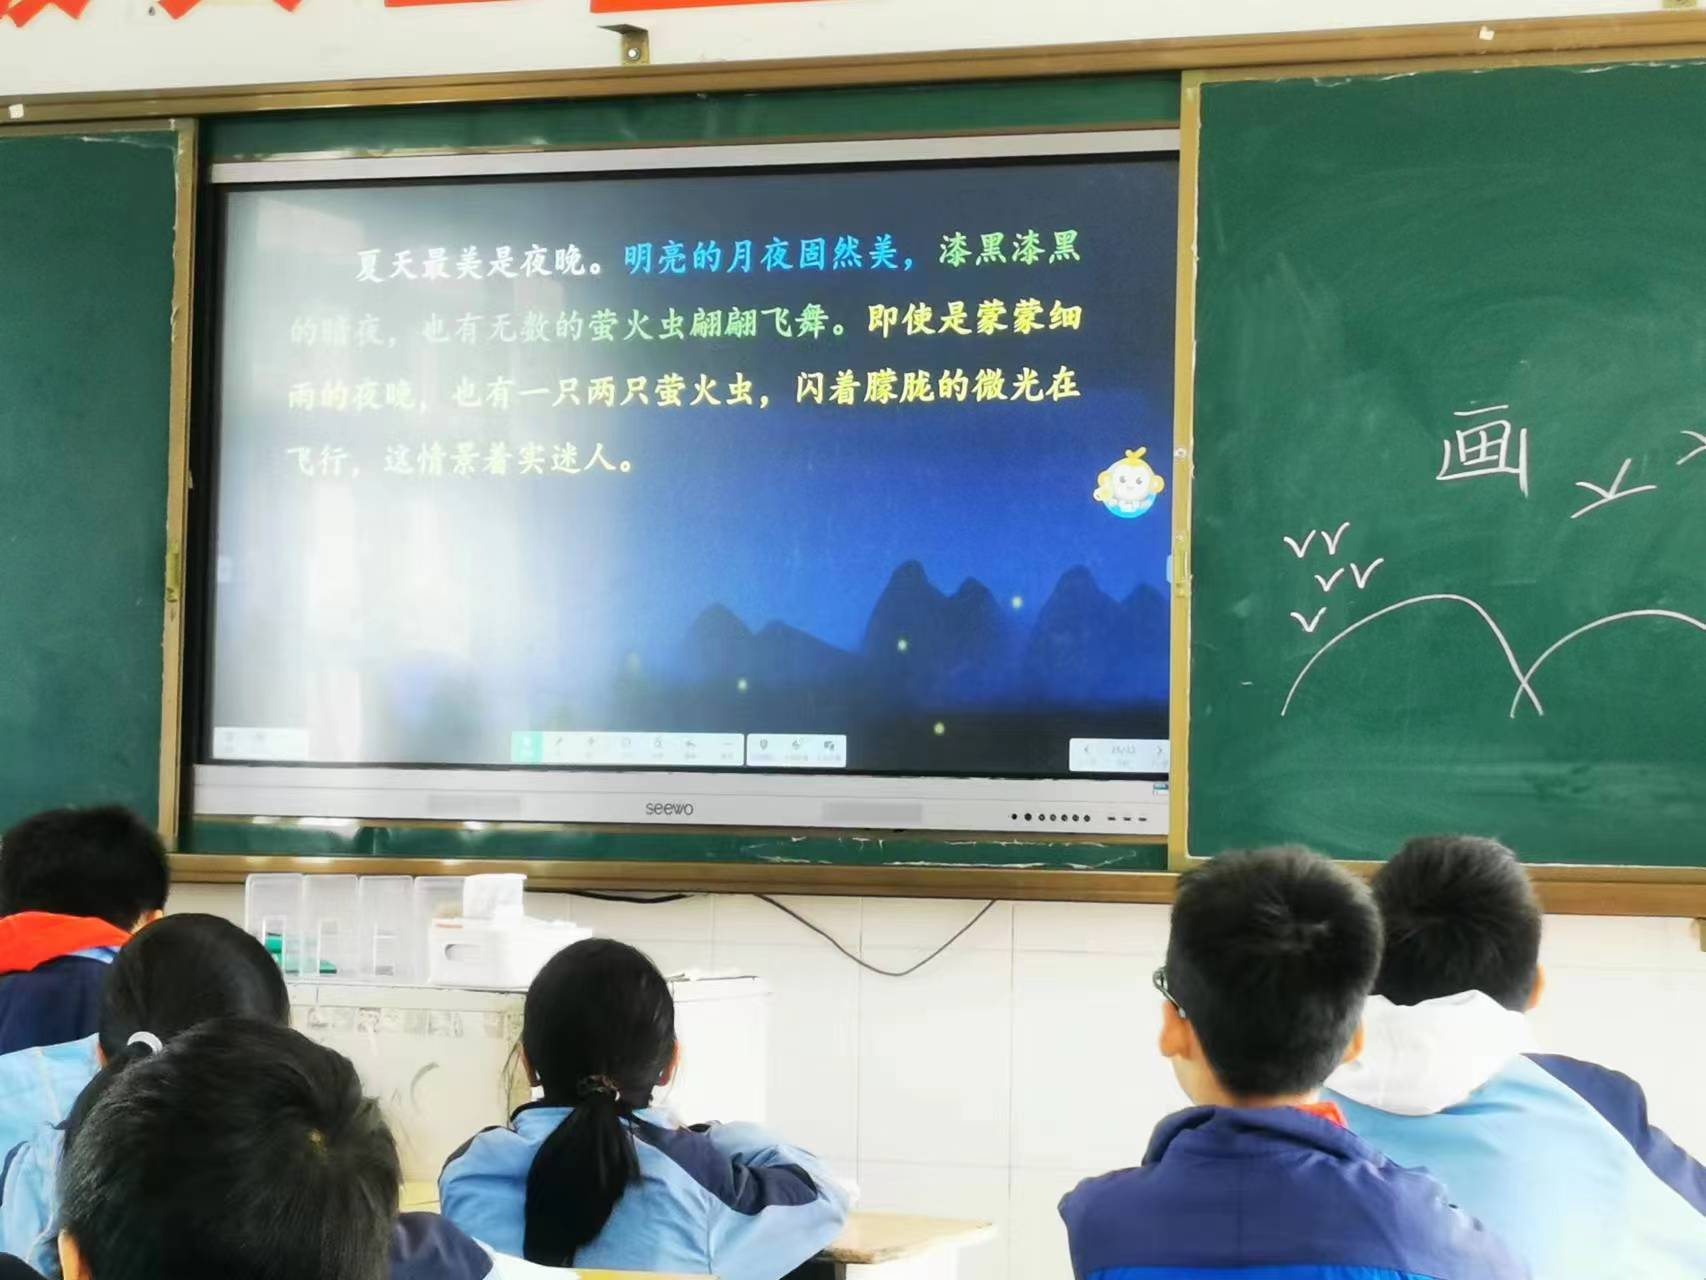 夏天最美是夜晚。明亮的月夜固然美，漆黑漆黑
的暗夜，也有无数的萤火虫翩翩飞舞。即使是蒙蒙细
雨的夜晚，也有一只两只萤火虫，闪着朦胧的微光在
飞行，这情景着实迷人。
seewo
画